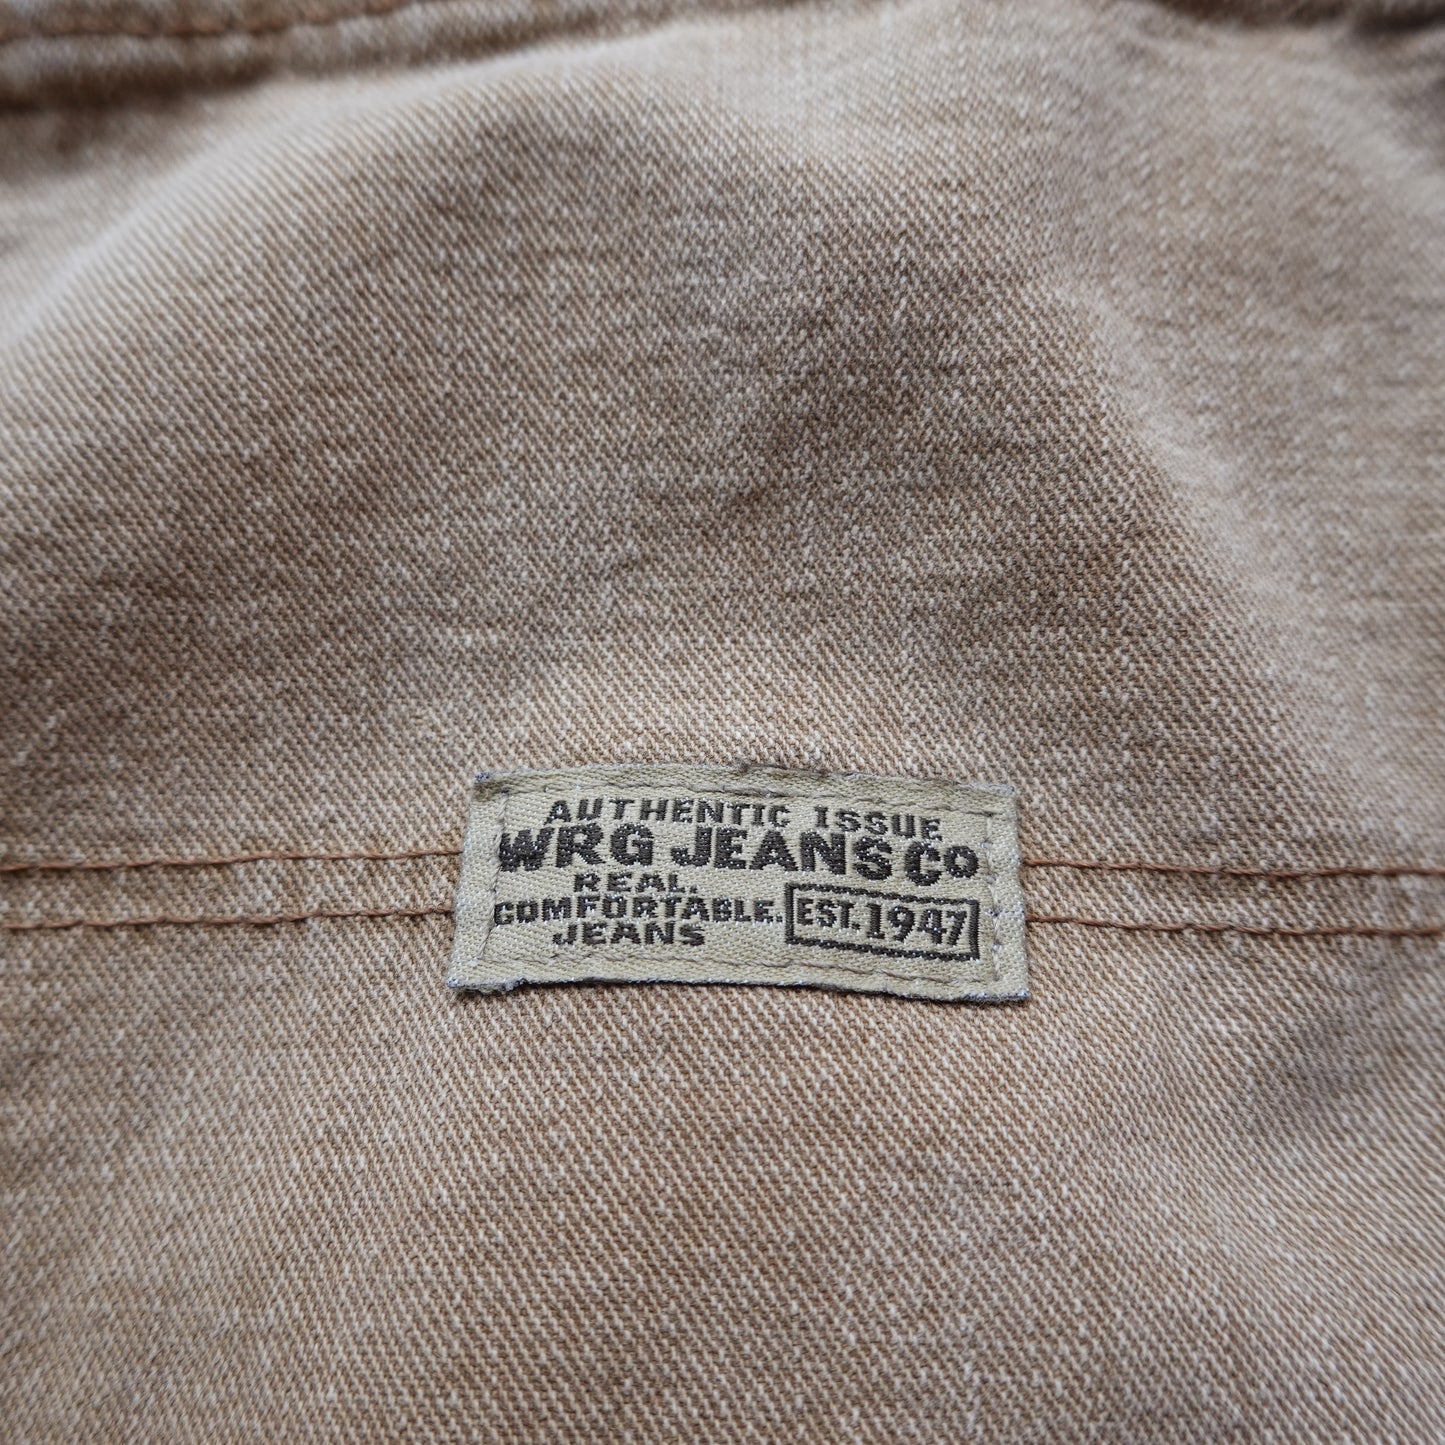 AUTHENTIC ISSUE
WRG JEANS Co
REAL.
COMFORTABLE.
JEANS
EST. 1947